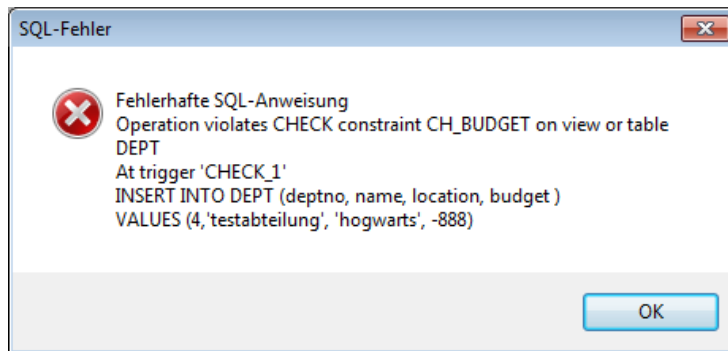 SQL-Fehler
Fehlerhafte SQL-Anweisung
Operation violates CHECK constraint CH_BUDGET on view or table
DEPT
At trigger 'CHECK_1'
INSERT INTO DEPT (deptno, name, location, budget )
VALUES (4,'testabteilung', 'hogwarts', -888)
OK